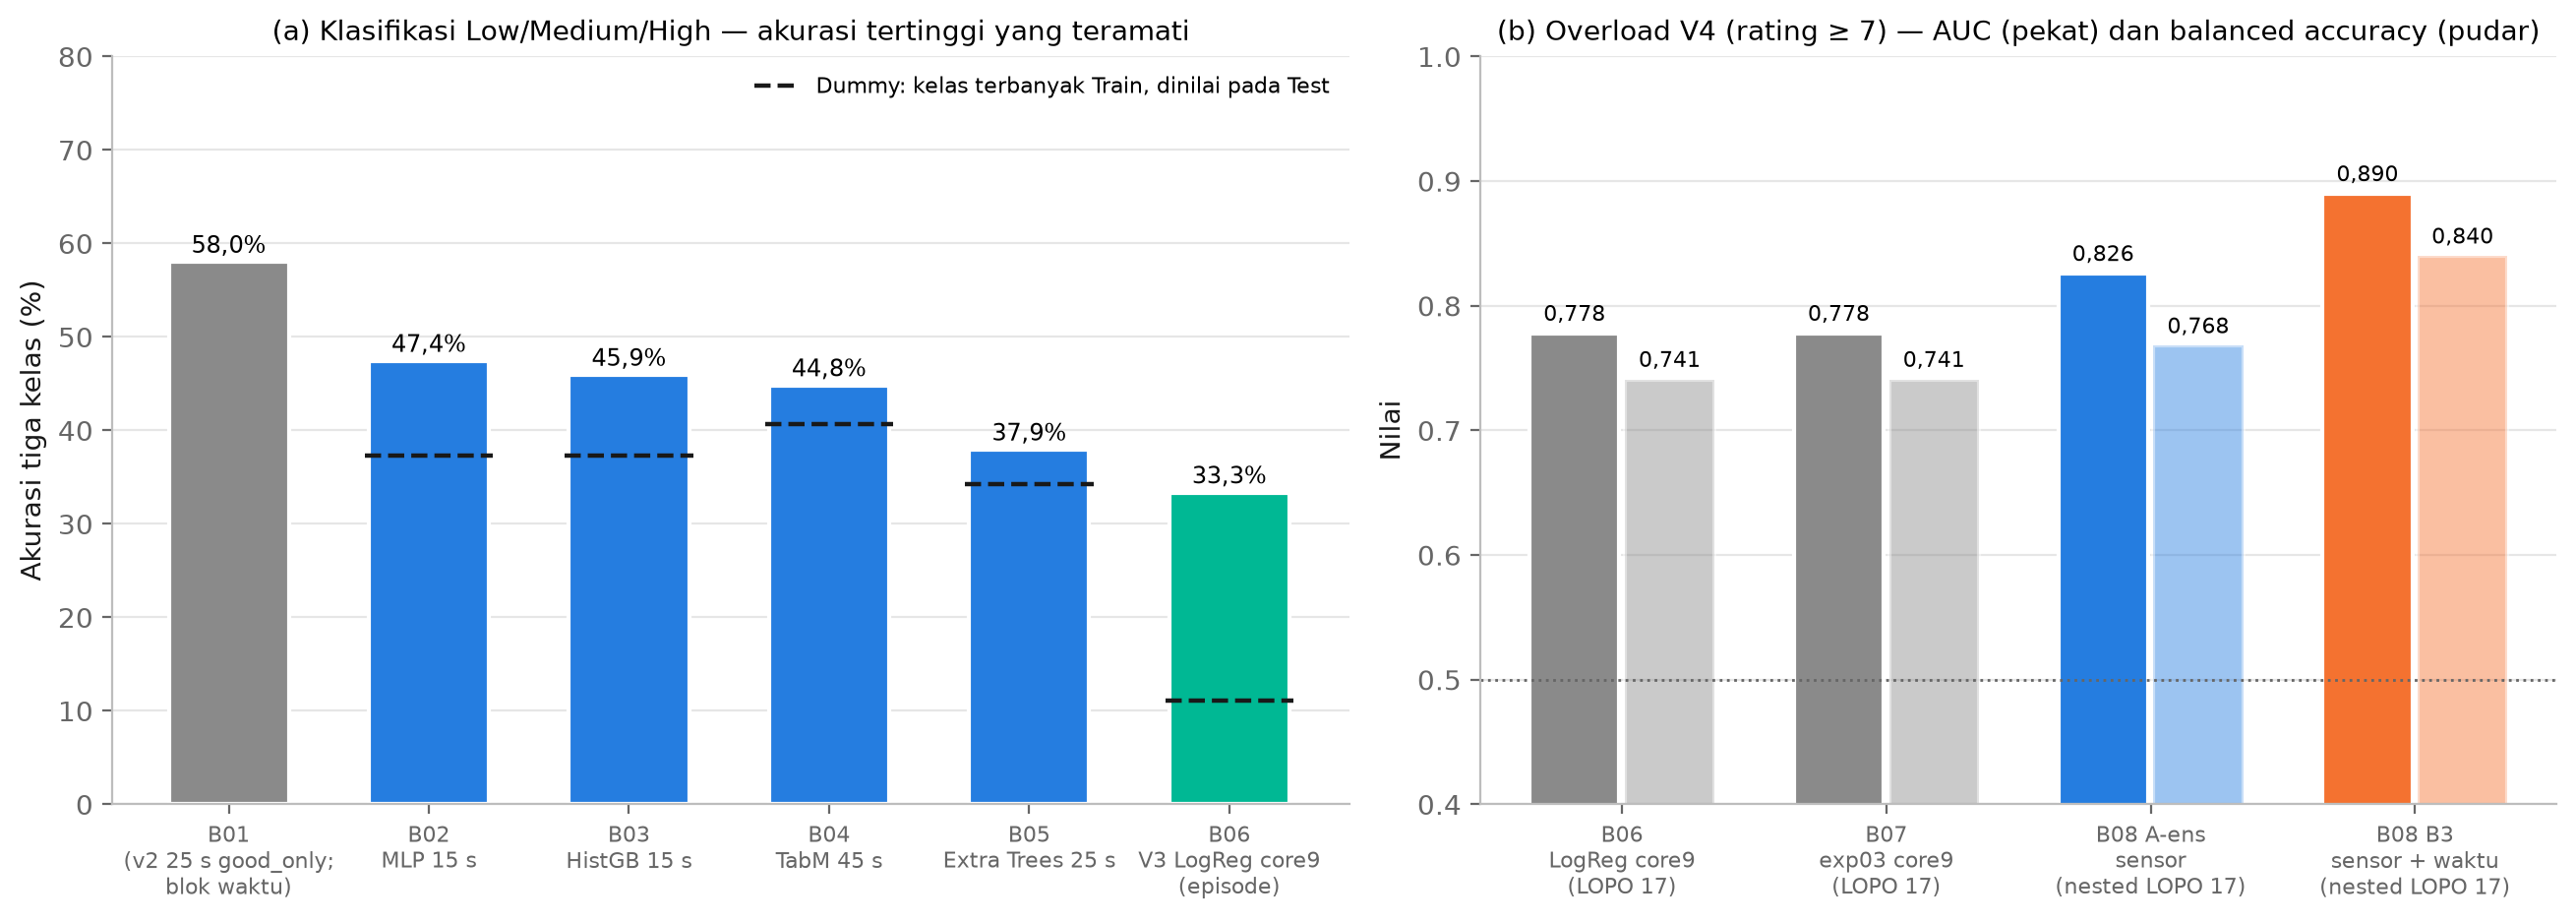 (a) Klasifikasi Low/Medium/High — akurasi tertinggi yang teramati
Akurasi tiga kelas (%)
80
70
60
50
40
30
20
10
0
Dummy: kelas terbanyak Train, dinilai pada Test
58,0%
47,4%
45,9%
44,8%
37,9%
33,3%
B01
(v2 25 s good_only;
blok waktu)
B02
MLP 15 s
B03
HistGB 15 s
B04
TabM 45 s
B05
Extra Trees 25 s
B06
V3 LogReg core9
(episode)
(b) Overload V4 (rating ≥ 7) — AUC (pekat) dan balanced accuracy (pudar)
Nilai
1.0
0.9
0.8
0.7
0.6
0.5
0.4
0,778
0,741
0,778
0,741
0,826
0,768
0,890
0,840
B06
LogReg core9
(LOPO 17)
B07
exp03 core9
(LOPO 17)
B08 A-ens
sensor
(nested LOPO 17)
B08 B3
sensor + waktu
(nested LOPO 17)